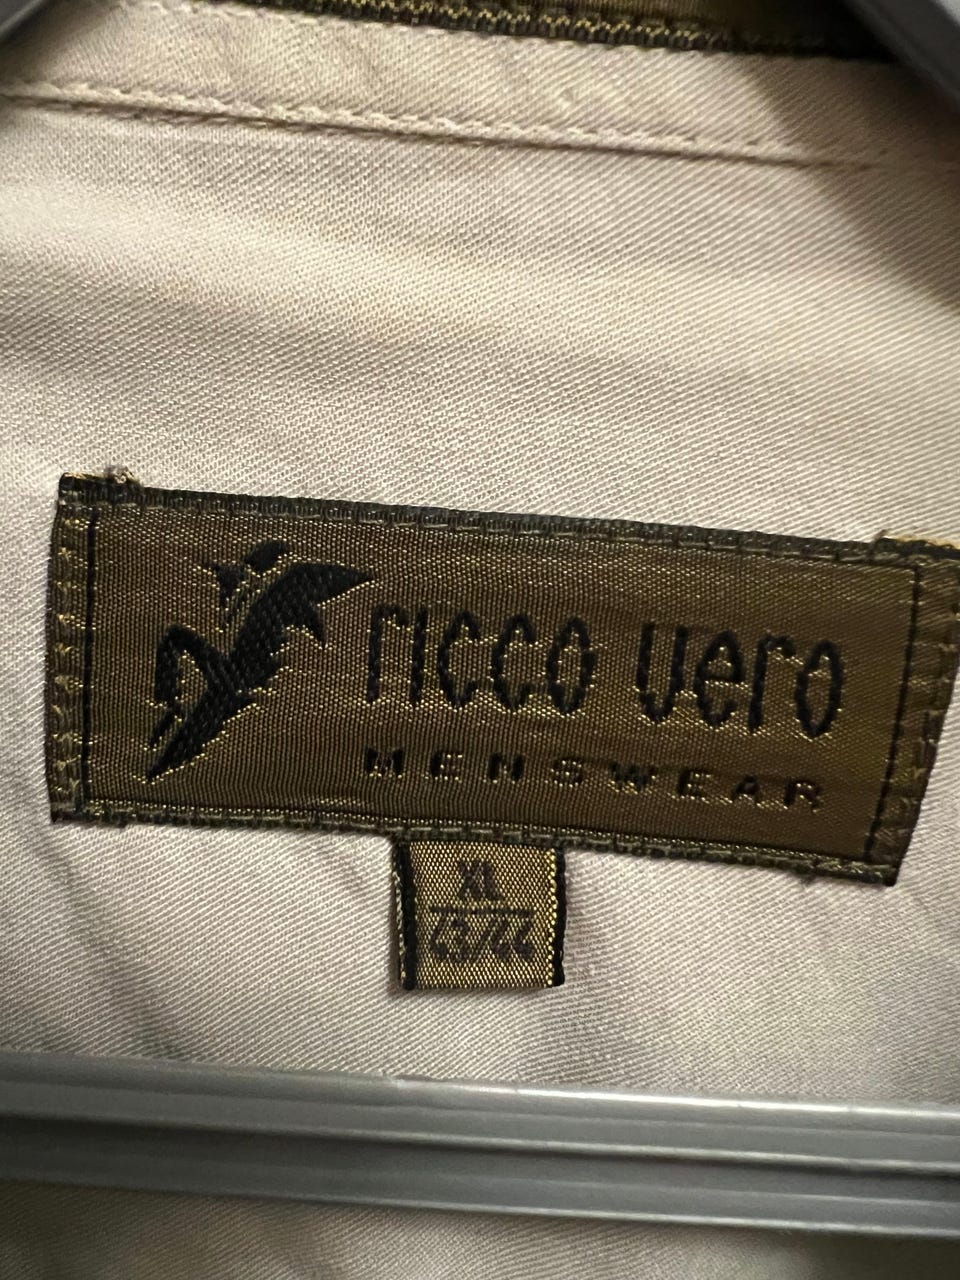 ricco vero
MENSWEAR
XL
43/44